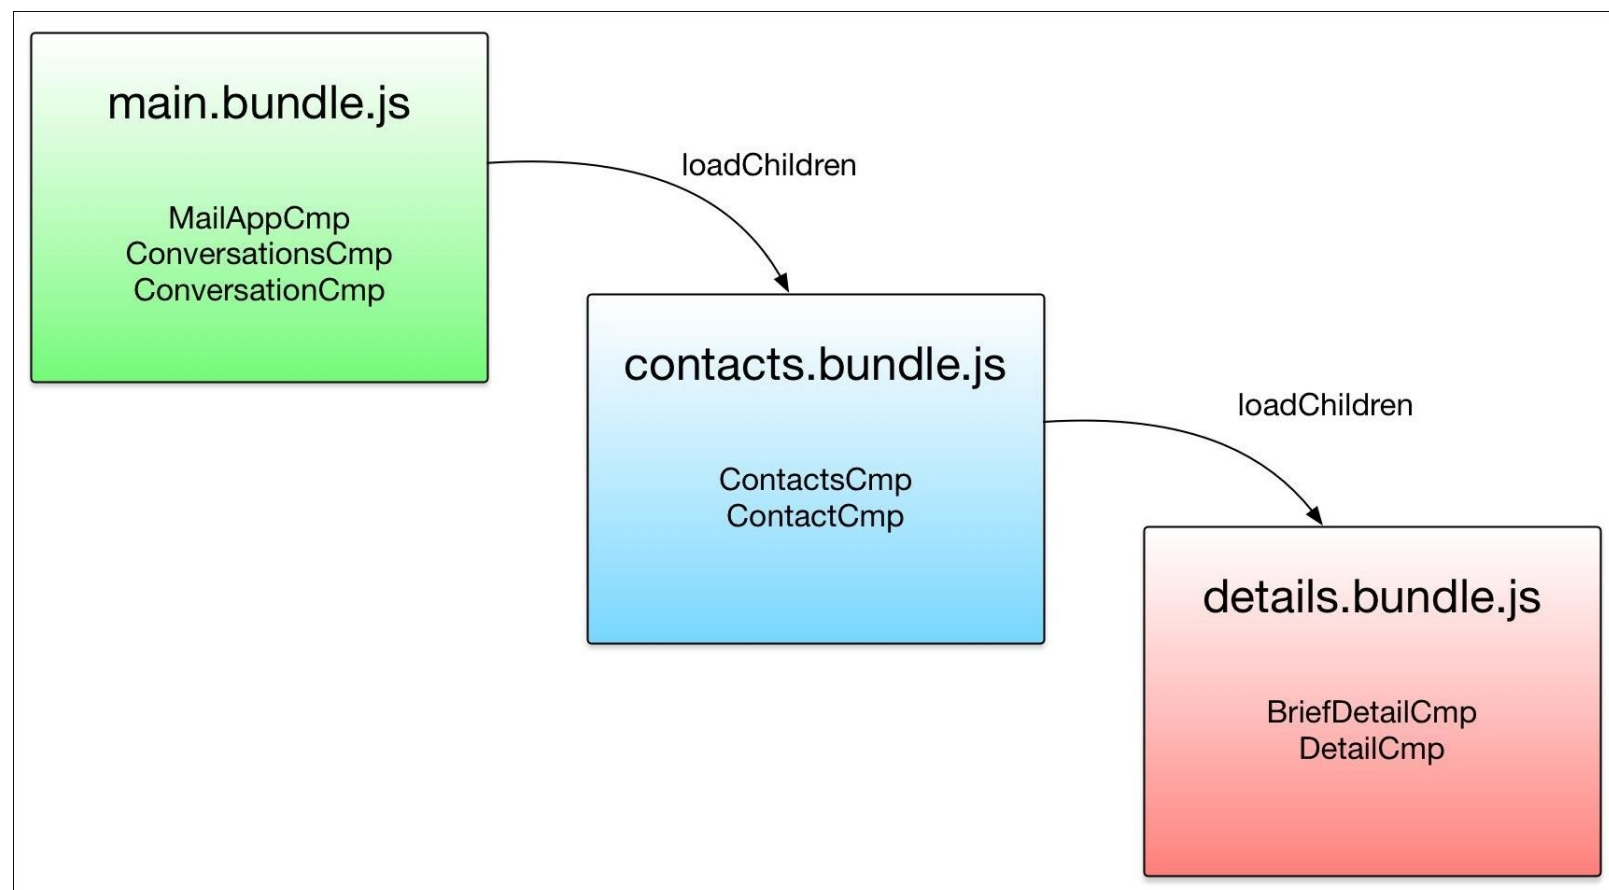 main.bundle.js
MailAppCmp
ConversationsCmp
ConversationCmp
loadChildren
contacts.bundle.js
ContactsCmp
ContactCmp
loadChildren
details.bundle.js
BriefDetailCmp
DetailCmp